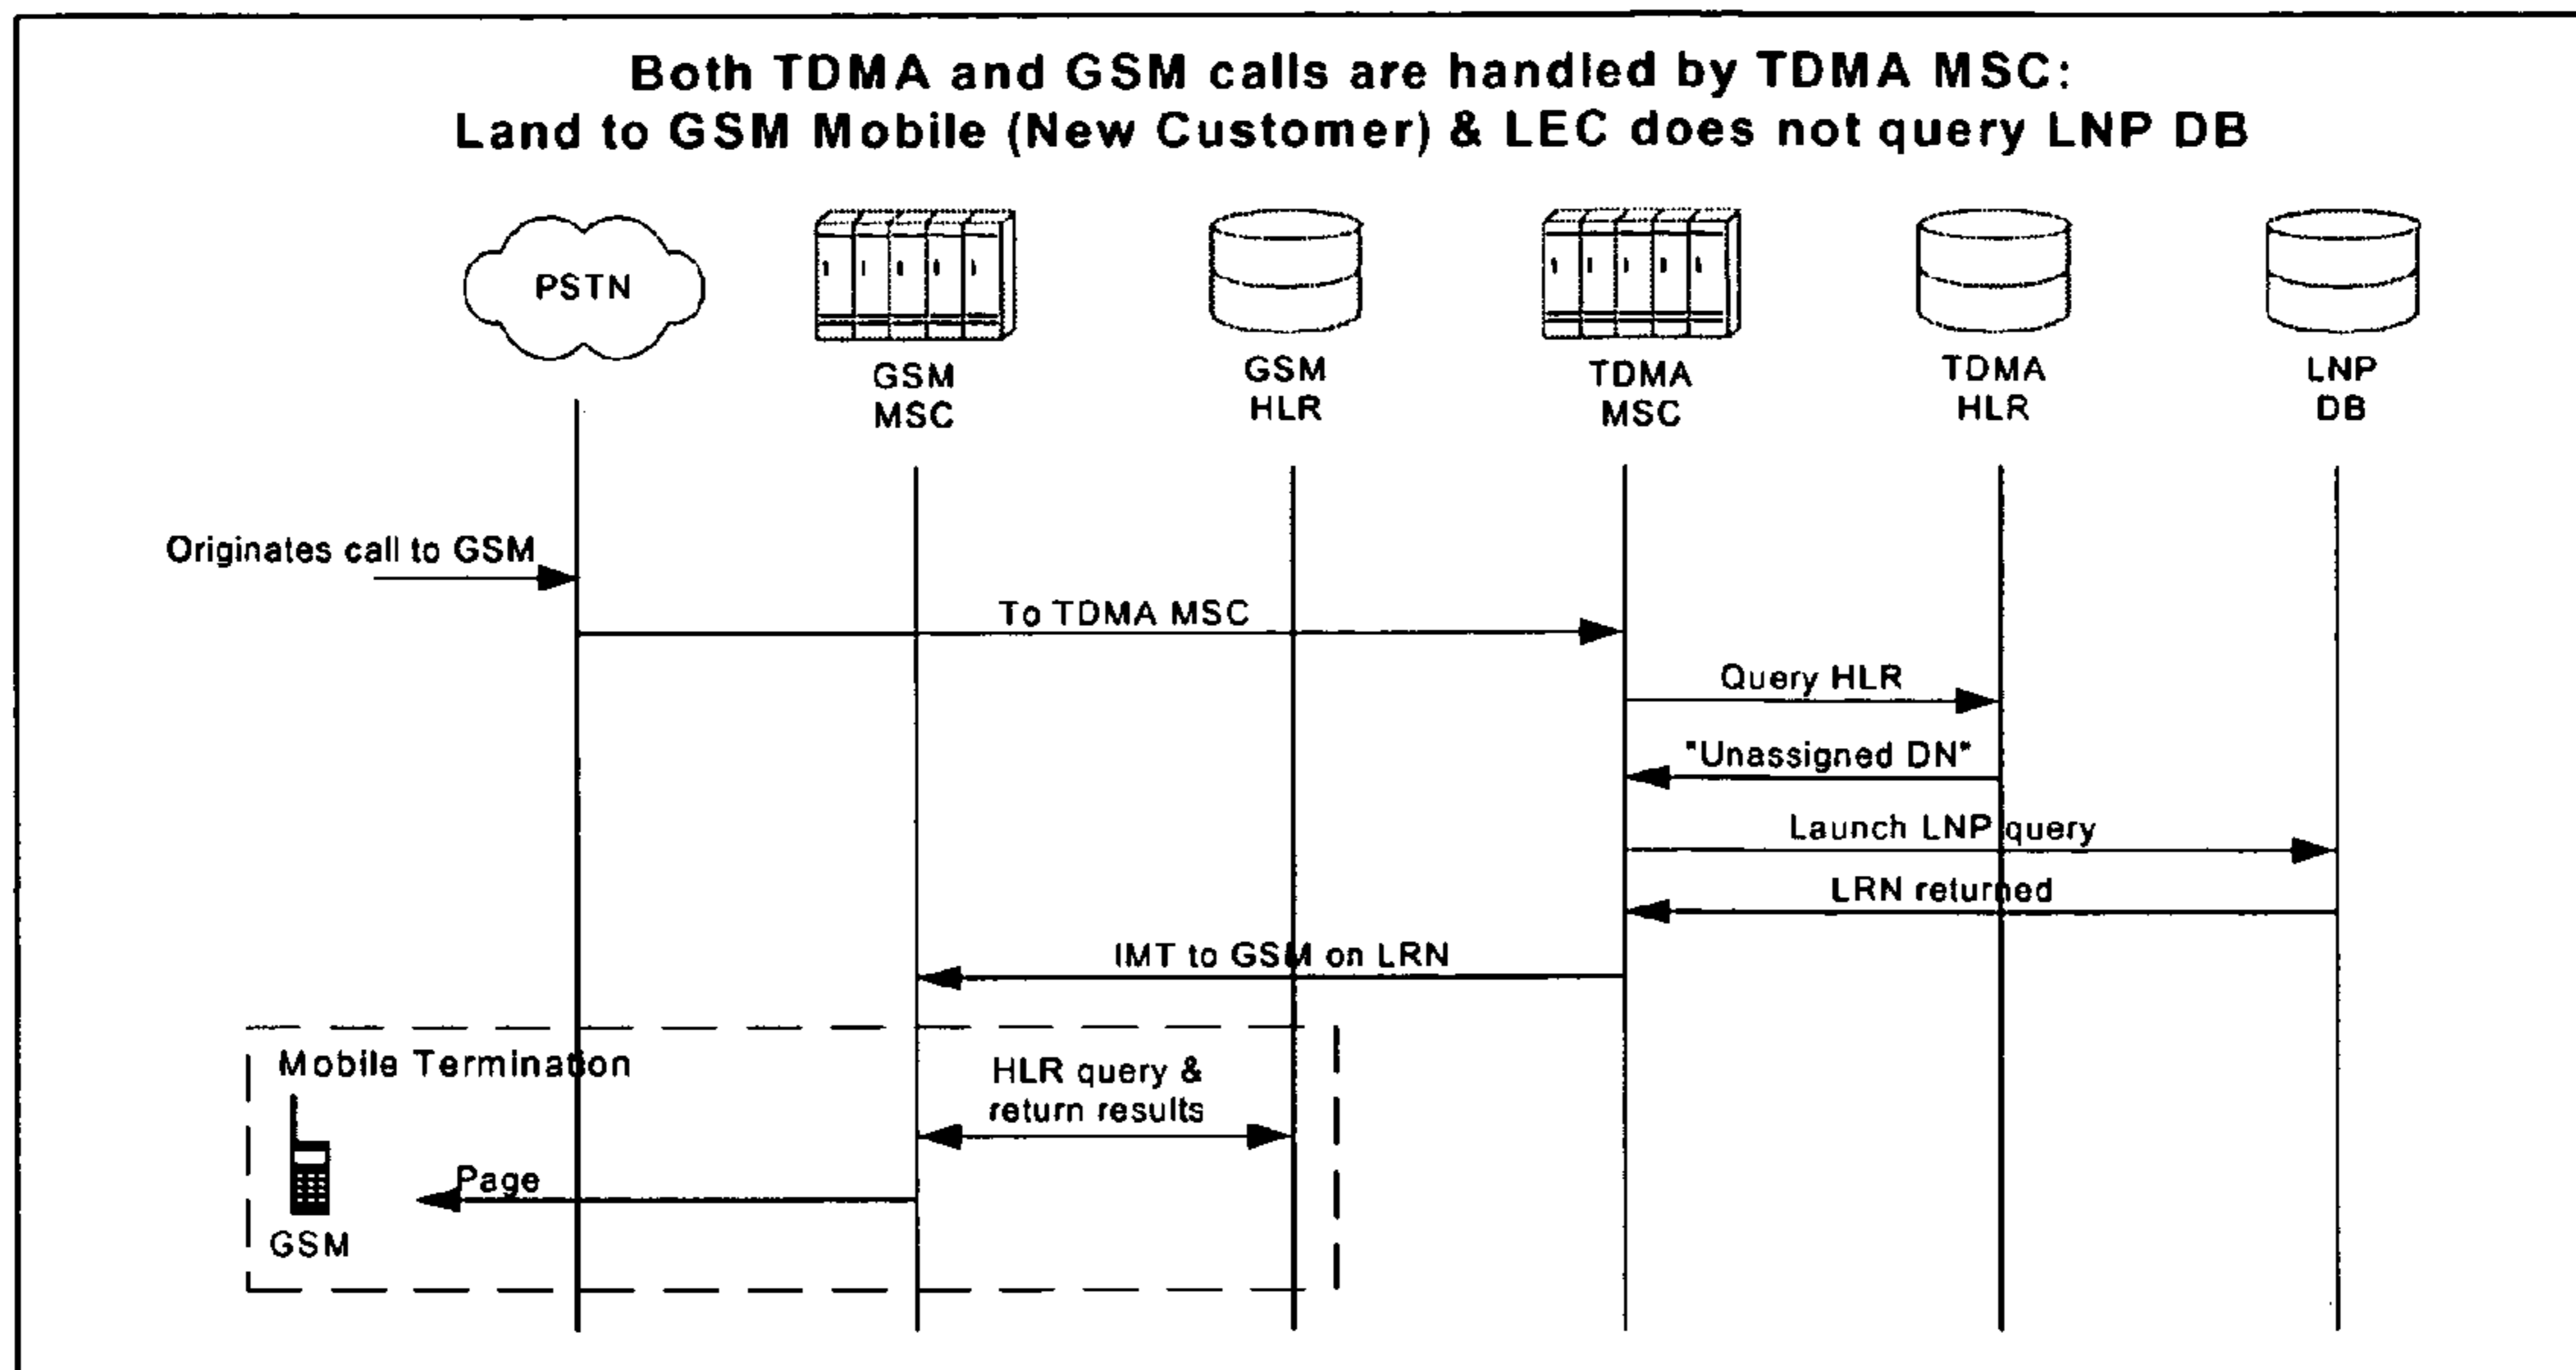 Both TDMA and GSM calls are handled by TDMA MSC:
Land to GSM Mobile (New Customer) & LEC does not query LNP DB
PSTN
GSM
MSC
GSM
HLR
TDMA
MSC
TDMA
HLR
LNP
DB
Originates call to GSM
To TDMA MSC
Query HLR
"Unassigned DN"
Launch LNP query
LRN returned
IMT to GSM on LRN
Mobile Termination
HLR query &
return results
Page
GSM